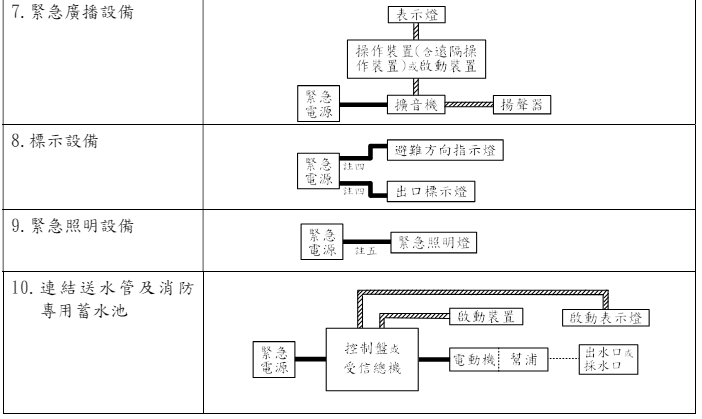 7.緊急廣播設備
表示燈
操作裝置(含遠隔操
作裝置)或啟動裝置
緊急
電源
擴音機
揚聲器
8.標示設備
緊急
電源
註四
避難方向指示燈
註四
出口標示燈
9.緊急照明設備
緊急
電源
註五
緊急照明燈
10.連結送水管及消防
專用蓄水池
啟動裝置
啟動表示燈
緊急
電源
控制盤或
受信總機
電動機
幫浦
出水口或
採水口